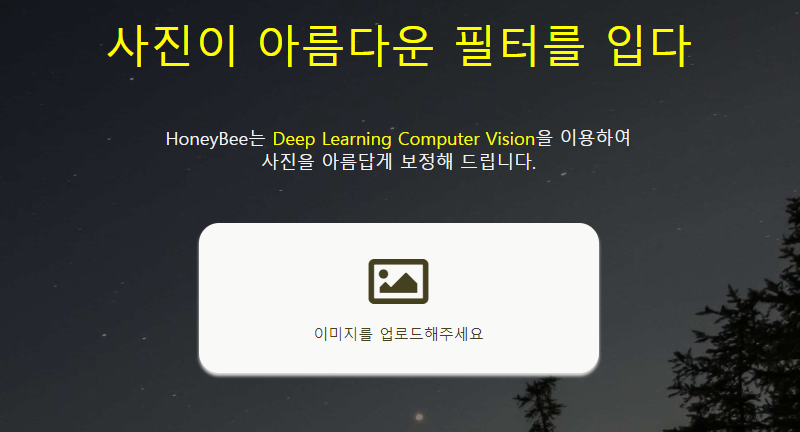 사진이 아름다운 필터를 입다
HoneyBee는 Deep Learning Computer Vision을 이용하여
사진을 아름답게 보정해 드립니다.
이미지를 업로드해주세요